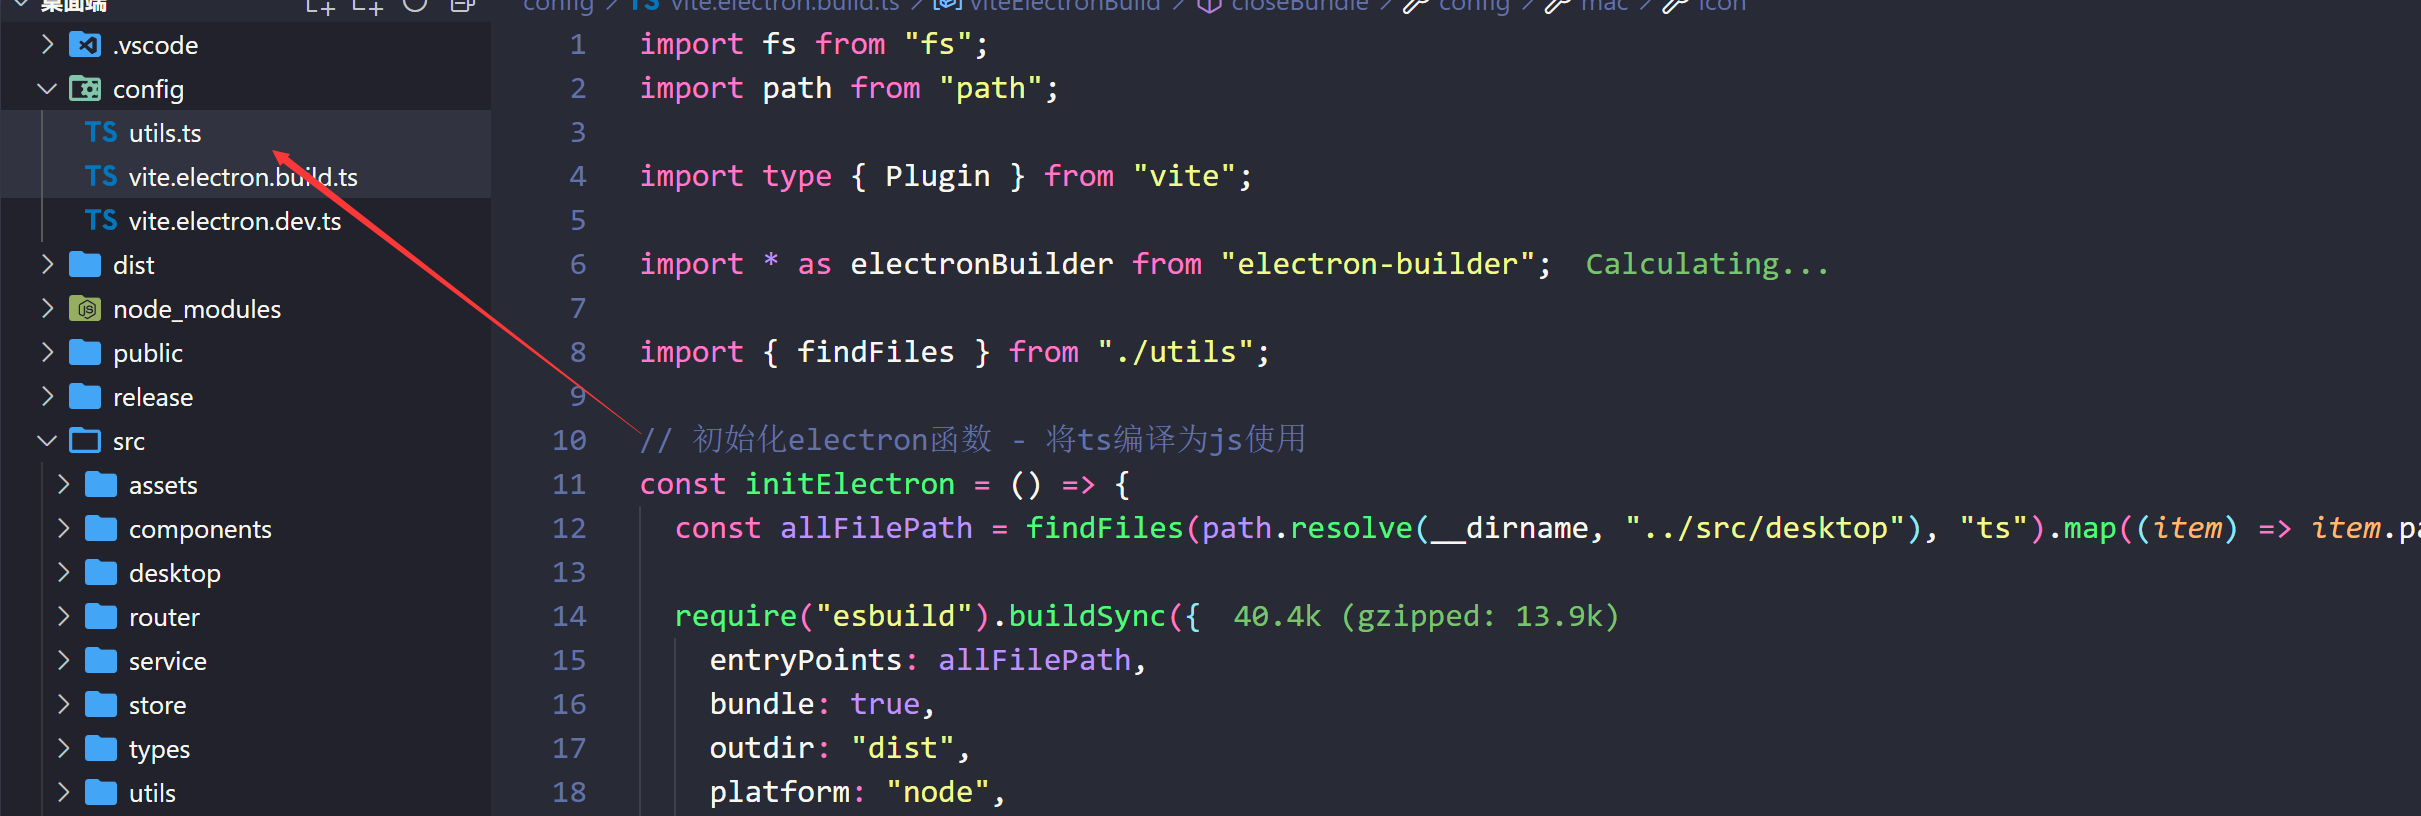 桌面端
.vscode
config
TS utils.ts
TS vite.electron.build.ts
TS vite.electron.dev.ts
dist
node_modules
public
release
src
assets
components
desktop
router
service
store
types
utils
config > TS vite.electron.build.ts > viteElectronBuild > closeBundle > config > mac > icon
1 import fs from "fs";
2 import path from "path";
3
4 import type { Plugin } from "vite";
5
6 import * as electronBuilder from "electron-builder"; Calculating...
7
8 import { findFiles } from "./utils";
9
10 // 初始化electron函数 - 将ts编译为js使用
11 const initElectron = () => {
12 const allFilePath = findFiles(path.resolve(__dirname, "../src/desktop"), "ts").map((item) => item.pa
13
14 require("esbuild").buildSync({ 40.4k (gzipped: 13.9k)
15 entryPoints: allFilePath,
16 bundle: true,
17 outdir: "dist",
18 platform: "node",